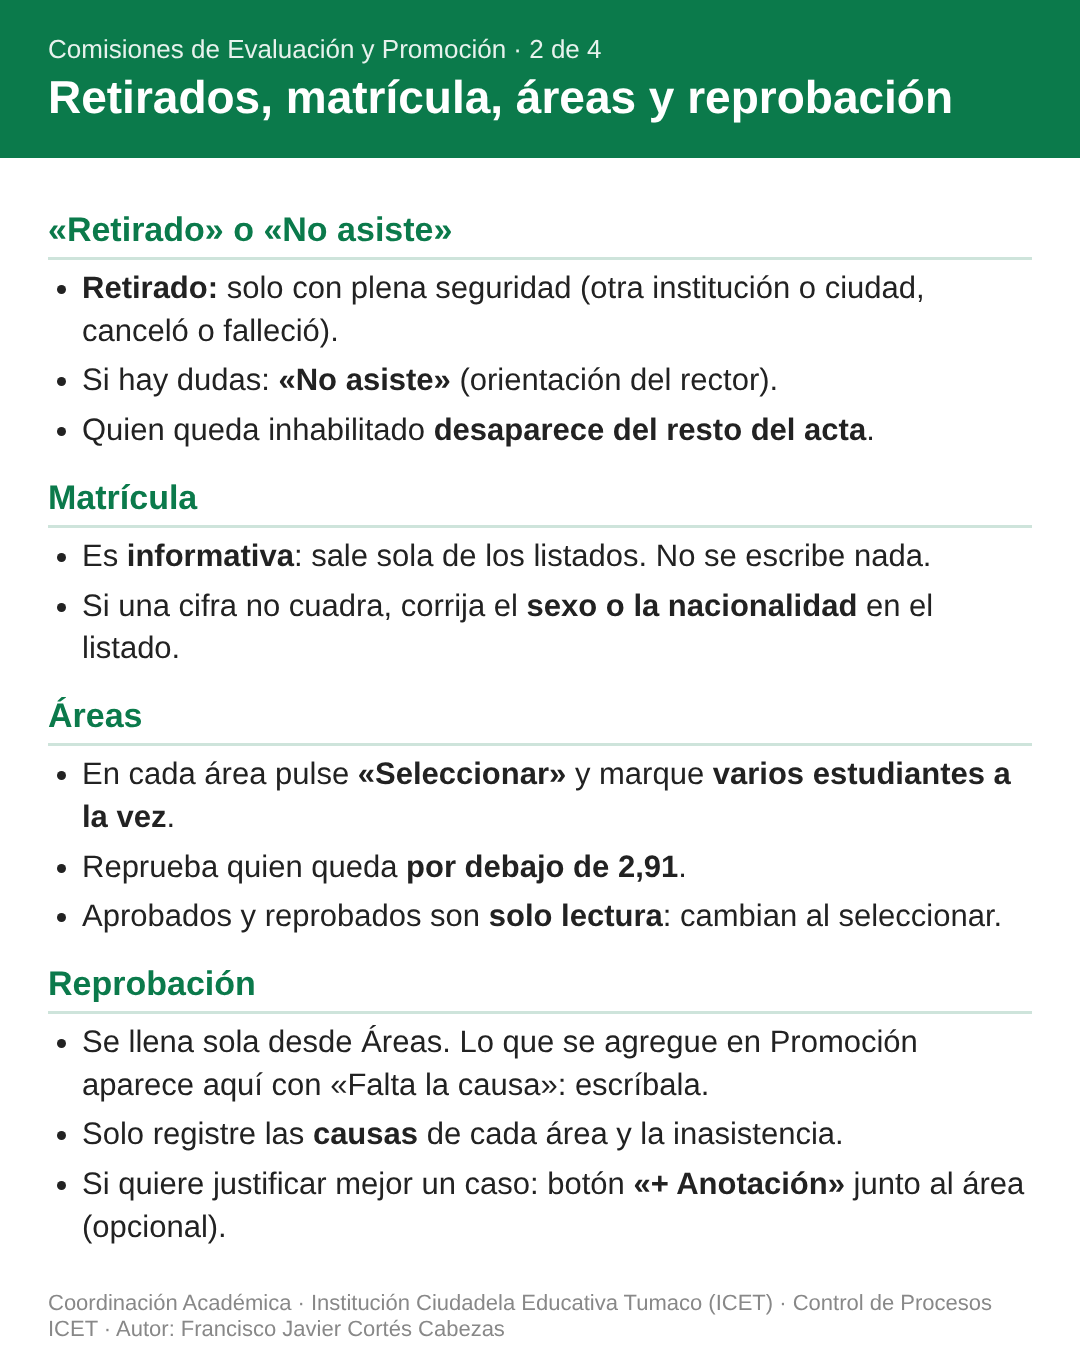 Comisiones de Evaluación y Promoción · 2 de 4
Retirados, matrícula, áreas y reprobación
«Retirado» o «No asiste»
• Retirado: solo con plena seguridad (otra institución o ciudad,
canceló o falleció).
• Si hay dudas: «No asiste» (orientación del rector).
• Quien queda inhabilitado desaparece del resto del acta.
Matrícula
• Es informativa: sale sola de los listados. No se escribe nada.
• Si una cifra no cuadra, corrija el sexo o la nacionalidad en el
listado.
Áreas
• En cada área pulse «Seleccionar» y marque varios estudiantes a
la vez.
• Reprueba quien queda por debajo de 2,91.
• Aprobados y reprobados son solo lectura: cambian al seleccionar.
Reprobación
• Se llena sola desde Áreas. Lo que se agregue en Promoción
aparece aquí con «Falta la causa»: escríbala.
• Solo registre las causas de cada área y la inasistencia.
• Si quiere justificar mejor un caso: botón «+ Anotación» junto al área
(opcional).
Coordinación Académica · Institución Ciudadela Educativa Tumaco (ICET) · Control de Procesos
ICET · Autor: Francisco Javier Cortés Cabezas